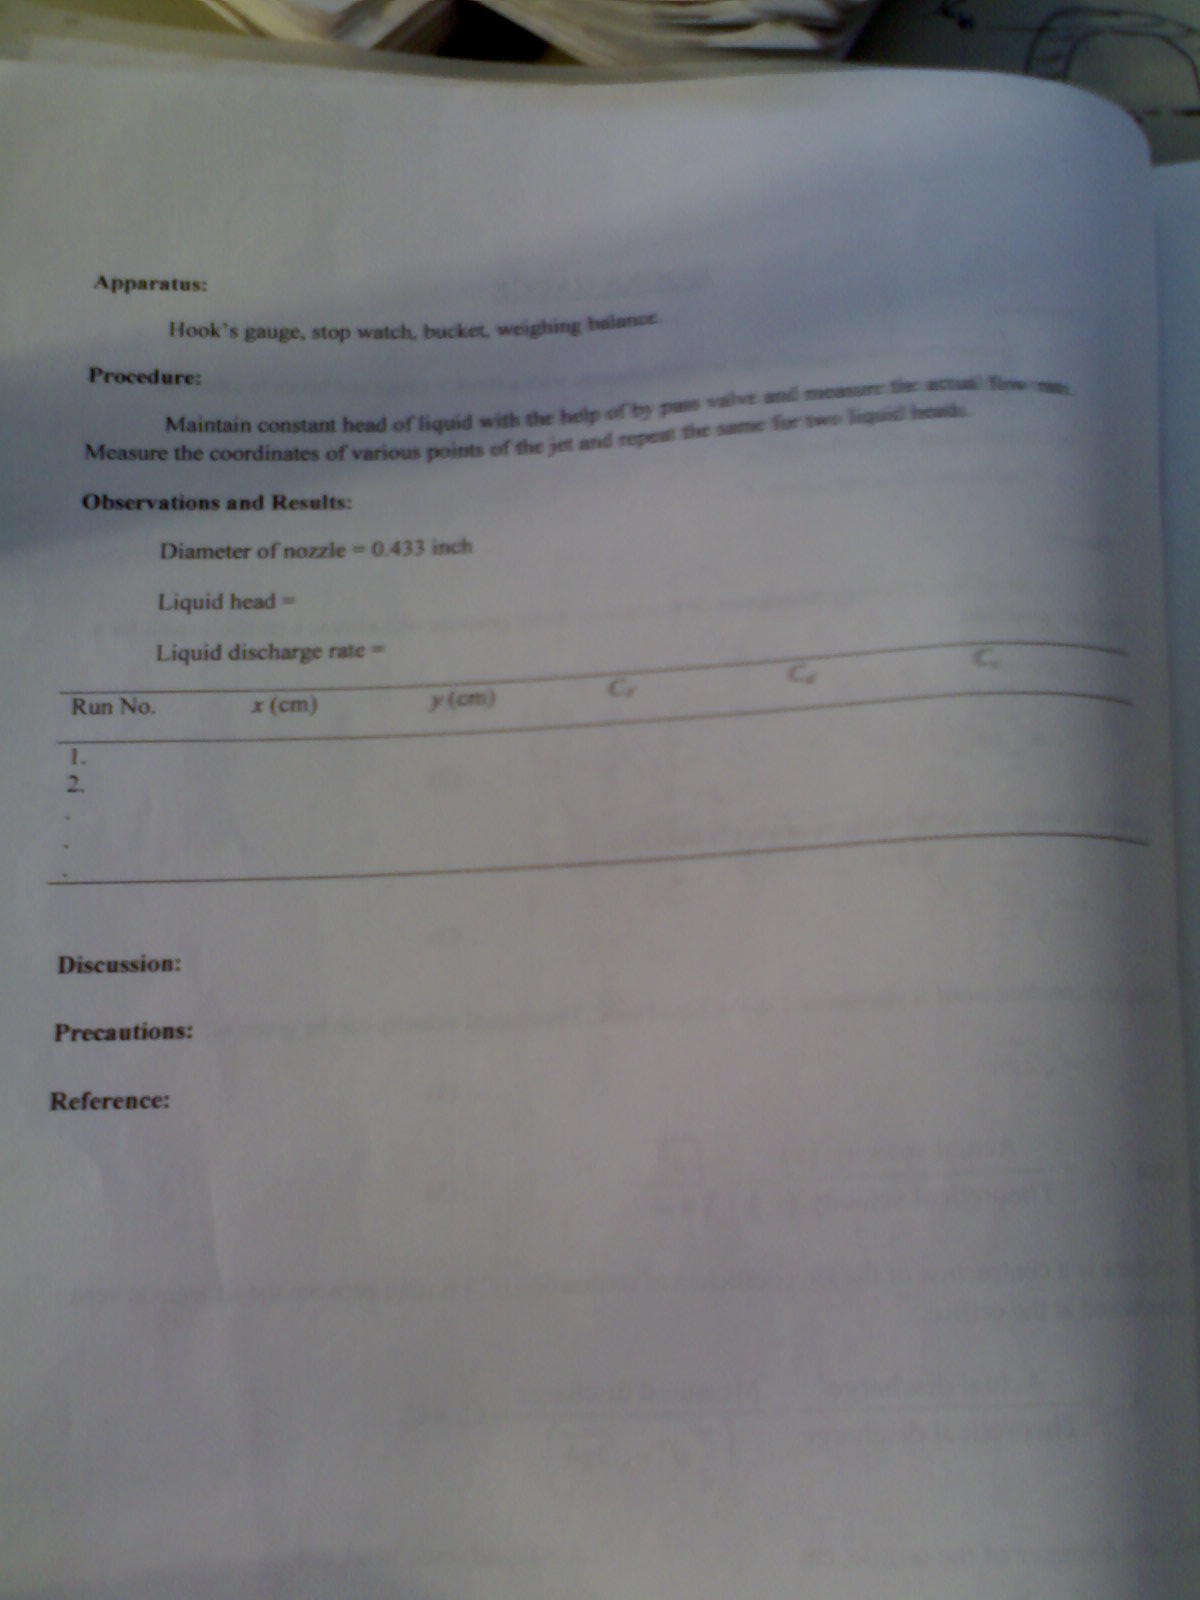 Apparatus:
Hook's gauge, stop watch, bucket, weighing balance.
Procedure:
Maintain constant head of liquid with the help of by pass valve and measure the actual flow rate.
Measure the coordinates of various points of the jet and repeat the same for two liquid heads.
Observations and Results:
Diameter of nozzle = 0.433 inch
Liquid head =
Liquid discharge rate =
Run No. x (cm) y (cm) Cv Cd Cc
1.
2.
.
.
.
Discussion:
Precautions:
Reference: